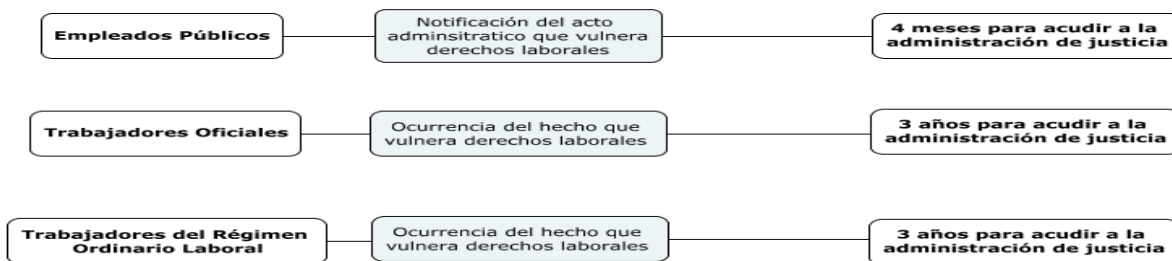 Empleados Públicos
Notificación del acto
adminsitratico que vulnera
derechos laborales
4 meses para acudir a la
administración de justicia
Trabajadores Oficiales
Ocurrencia del hecho que
vulnera derechos laborales
3 años para acudir a la
administración de justicia
Trabajadores del Régimen
Ordinario Laboral
Ocurrencia del hecho que
vulnera derechos laborales
3 años para acudir a la
administración de justicia